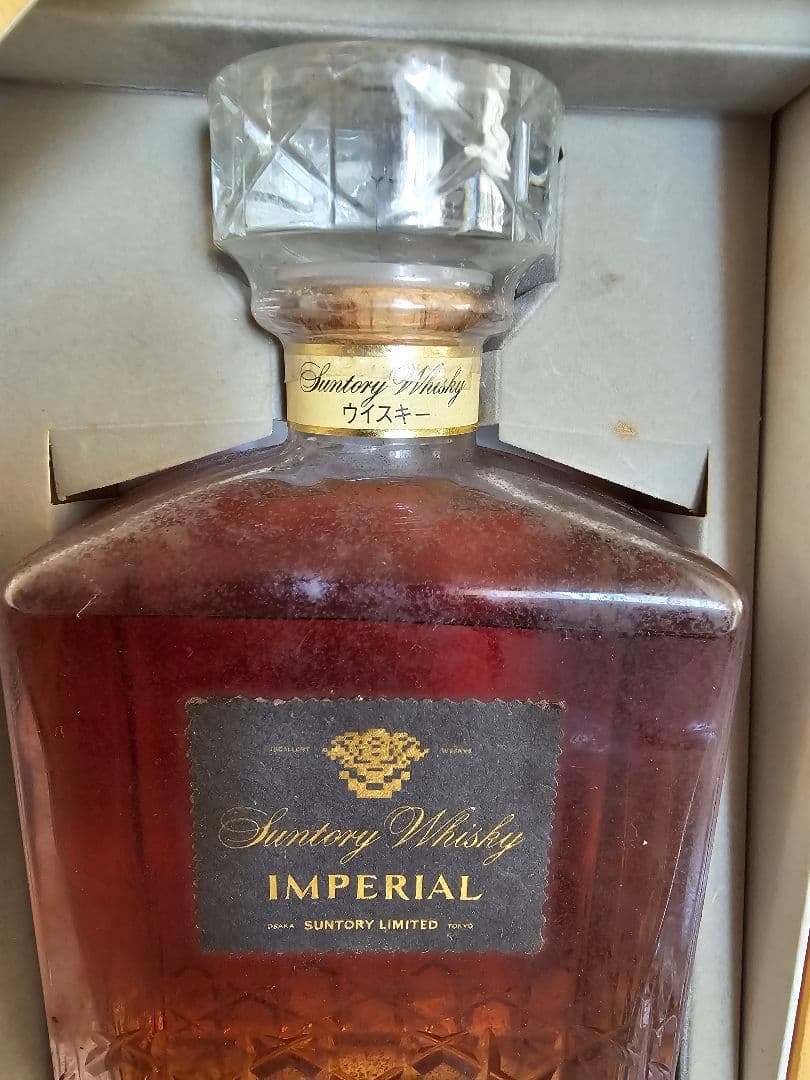 Suntory Whisky
ウイスキー
Suntory Whisky
IMPERIAL
OSAKA SUNTORY LIMITED TOKYO